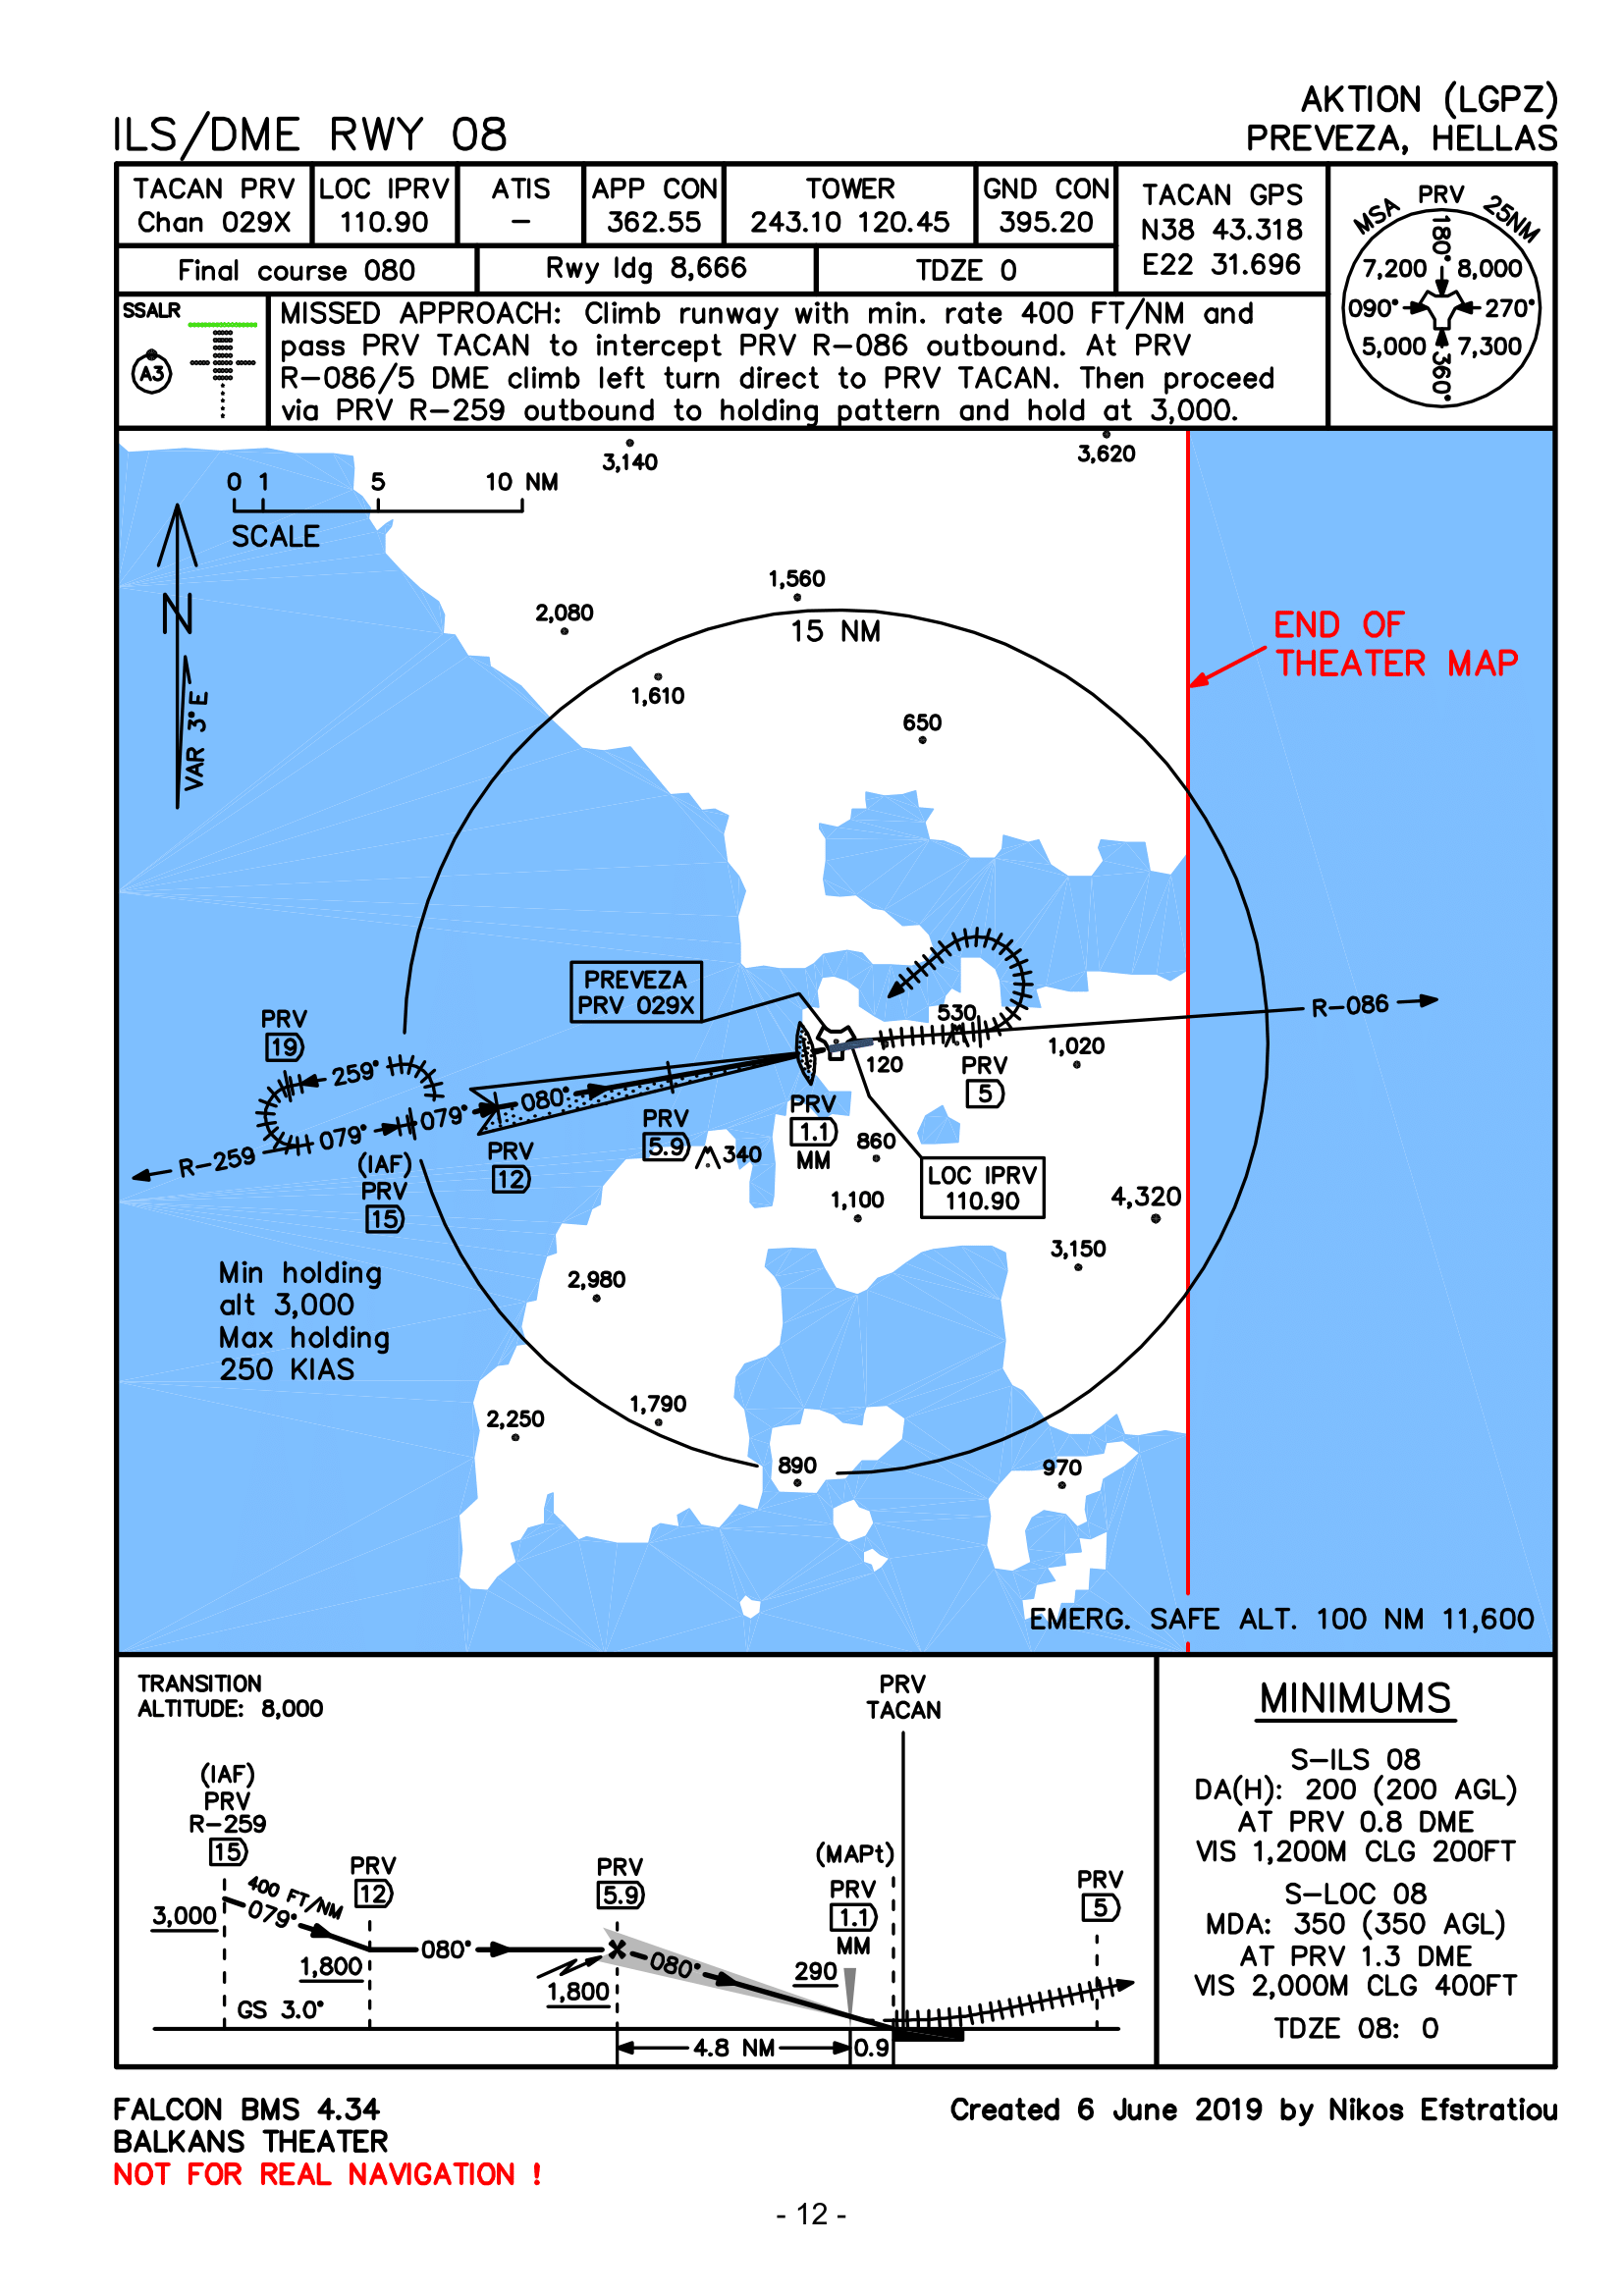 ILS/DME RWY 08
AKTION (LGPZ)
PREVEZA, HELLAS
TACAN PRV
Chan 029X
LOC IPRV
110.90
ATIS
–
APP CON
362.55
TOWER
243.10 120.45
GND CON
395.20
TACAN GPS
N38 43.318
E22 31.696
Final course 080
Rwy ldg 8,666
TDZE 0
MSA PRV 25NM
180°
7,200 8,000
090° 270°
5,000 7,300
360°
SSALR
A3
MISSED APPROACH: Climb runway with min. rate 400 FT/NM and
pass PRV TACAN to intercept PRV R-086 outbound. At PRV
R-086/5 DME climb left turn direct to PRV TACAN. Then proceed
via PRV R-259 outbound to holding pattern and hold at 3,000.
3,140
3,620
0 1 5 10 NM
SCALE
N
VAR 3°E
1,560
2,080
15 NM
1,610
650
END OF
THEATER MAP
PREVEZA
PRV 029X
R-086
530
PRV
19
259°
120
1,020
PRV
5
079°
079°
080°
R-259
(IAF)
PRV
15
PRV
12
PRV
5.9
340
PRV
1.1
MM
860
LOC IPRV
110.90
1,100
4,320
3,150
Min holding
alt 3,000
Max holding
250 KIAS
2,980
2,250
1,790
890
970
EMERG. SAFE ALT. 100 NM 11,600
TRANSITION
ALTITUDE: 8,000
PRV
TACAN
(IAF)
PRV
R-259
15
400 FT/NM
079°
3,000
PRV
12
1,800
080°
PRV
5.9
1,800
080°
(MAPt)
PRV
1.1
MM
290
PRV
5
GS 3.0°
4.8 NM
0.9
MINIMUMS
S-ILS 08
DA(H): 200 (200 AGL)
AT PRV 0.8 DME
VIS 1,200M CLG 200FT
S-LOC 08
MDA: 350 (350 AGL)
AT PRV 1.3 DME
VIS 2,000M CLG 400FT
TDZE 08: 0
FALCON BMS 4.34
BALKANS THEATER
NOT FOR REAL NAVIGATION !
Created 6 June 2019 by Nikos Efstratiou
- 12 -